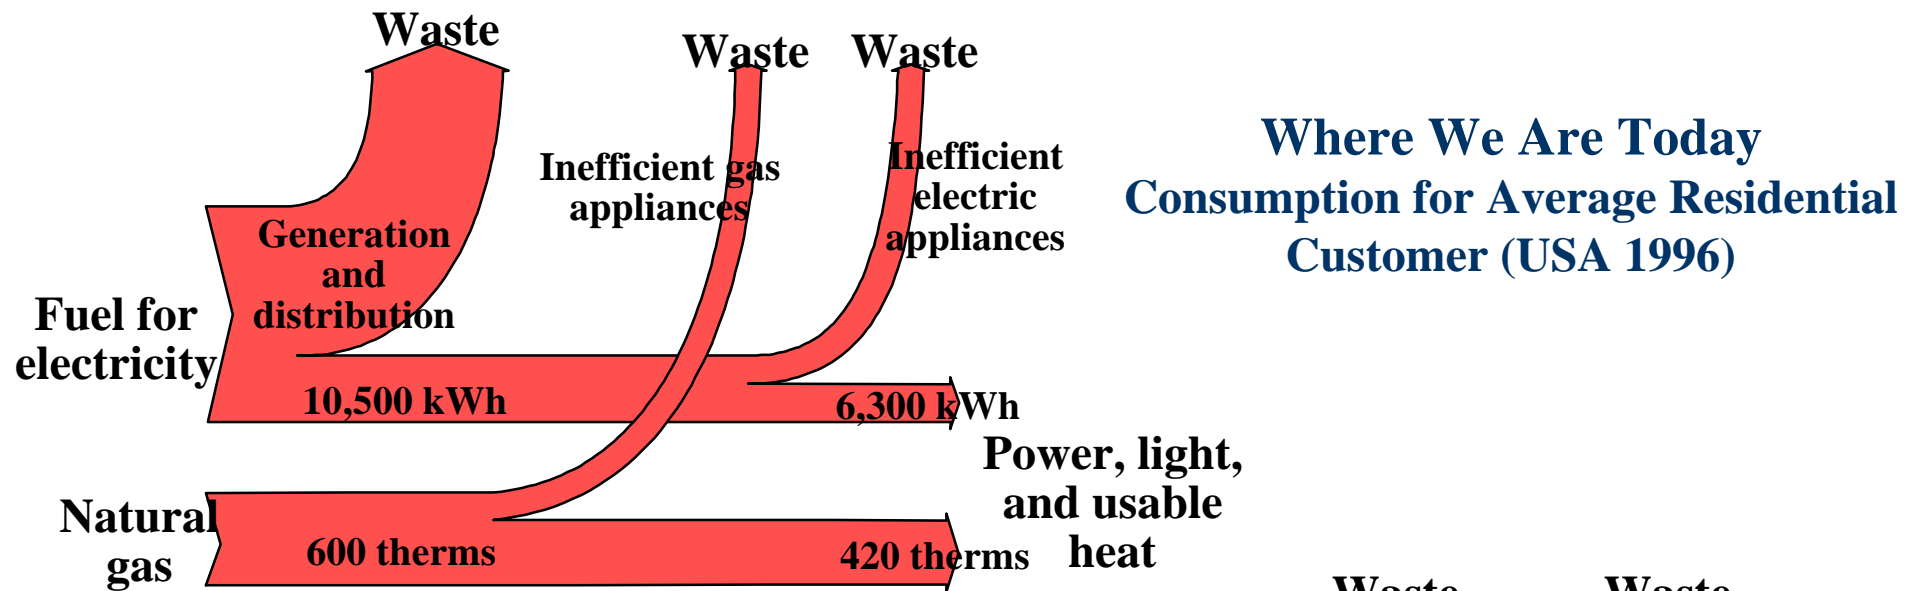 Waste
Waste
Waste
Inefficient gas
appliances
Inefficient
electric
appliances
Where We Are Today
Consumption for Average Residential
Customer (USA 1996)
Generation
and
distribution
Fuel for
electricity
10,500 kWh
6,300 kWh
Power, light,
and usable
heat
Natural
gas
600 therms
420 therms
Waste
Waste